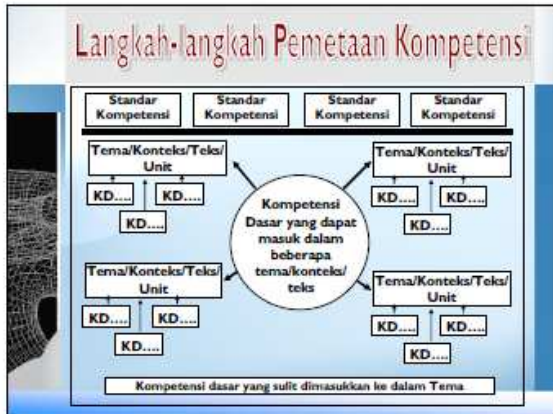 Langkah-langkah Pemetaan Kompetensi
Standar
Kompetensi
Standar
Kompetensi
Standar
Kompetensi
Standar
Kompetensi
Tema/Konteks/Teks/
Unit
KD....
KD....
KD....
Tema/Konteks/Teks/
Unit
KD....
KD....
KD....
Kompetensi
Dasar yang dapat
masuk dalam
beberapa
tema/konteks/
teks
Tema/Konteks/Teks/
Unit
KD....
KD....
KD....
Tema/Konteks/Teks/
Unit
KD....
KD....
KD....
Kompetensi dasar yang sulit dimasukkan ke dalam Tema